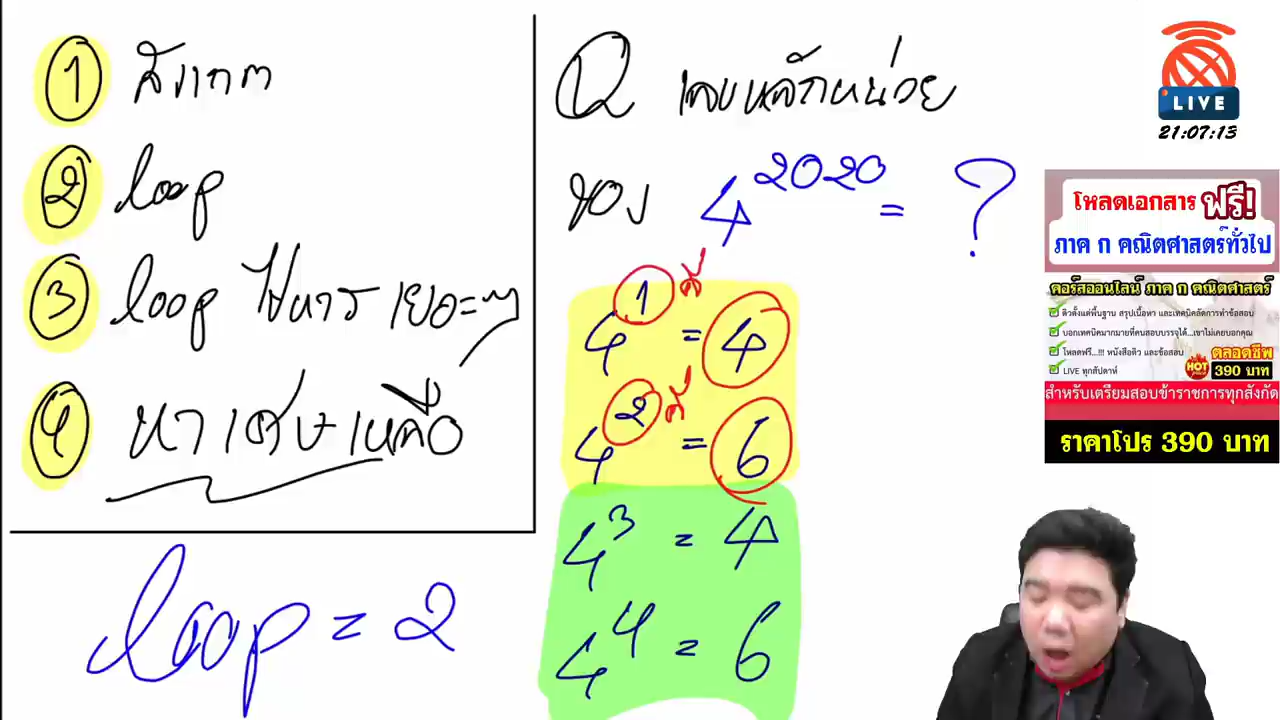 1 สังเกต
2 loop
3 loop ไปหาร เยอะๆ
4 หาเศษเหลือ
loop = 2
Q เลขหลักหน่วย
ของ 4^2020 = ?
4^1 คี่ = 4
4^2 คู่ = 6
4^3 = 4
4^4 = 6
LIVE
21:07:13
โหลดเอกสาร ฟรี!
ภาค ก คณิตศาสตร์ทั่วไป
คอร์สออนไลน์ ภาค ก คณิตศาสตร์
ติวตั้งแต่พื้นฐาน สรุปเนื้อหา และเทคนิคลัดการทำข้อสอบ
บอกเทคนิคมากมายที่คนสอบบรรจุได้...เขาไม่เคยบอกคุณ
โหลดฟรี...!!! หนังสือติว และข้อสอบ
LIVE ทุกสัปดาห์
HOT
ตลอดชีพ
390 บาท
สำหรับเตรียมสอบข้าราชการทุกสังกัด
ราคาโปร 390 บาท